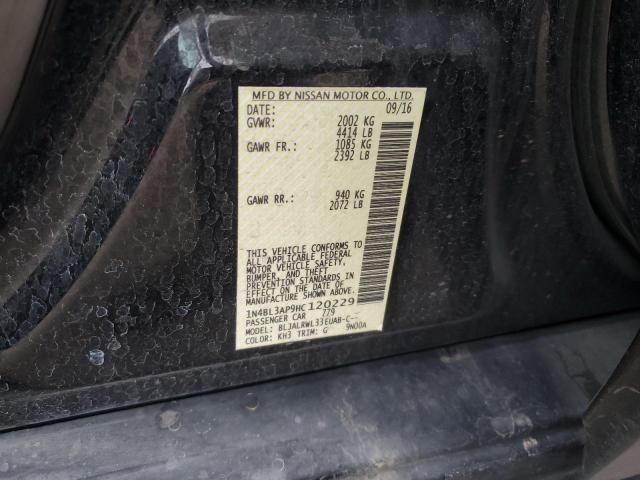 MFD BY NISSAN MOTOR CO., LTD.
DATE: 09/16
GVWR: 2002 KG
4414 LB
GAWR FR.: 1085 KG
2392 LB
GAWR RR.: 940 KG
2072 LB
THIS VEHICLE CONFORMS TO
ALL APPLICABLE FEDERAL
MOTOR VEHICLE SAFETY,
BUMPER, AND THEFT
PREVENTION STANDARDS IN
EFFECT ON THE DATE OF
MANUFACTURE SHOWN ABOVE.
1N4BL3AP9HC120229
PASSENGER CAR 779
MODEL: BLJALRWL33EUAB-C--
COLOR: KH3 TRIM: G 9N00A